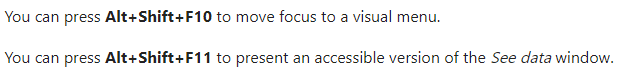 You can press Alt+Shift+F10 to move focus to a visual menu.
You can press Alt+Shift+F11 to present an accessible version of the See data window.